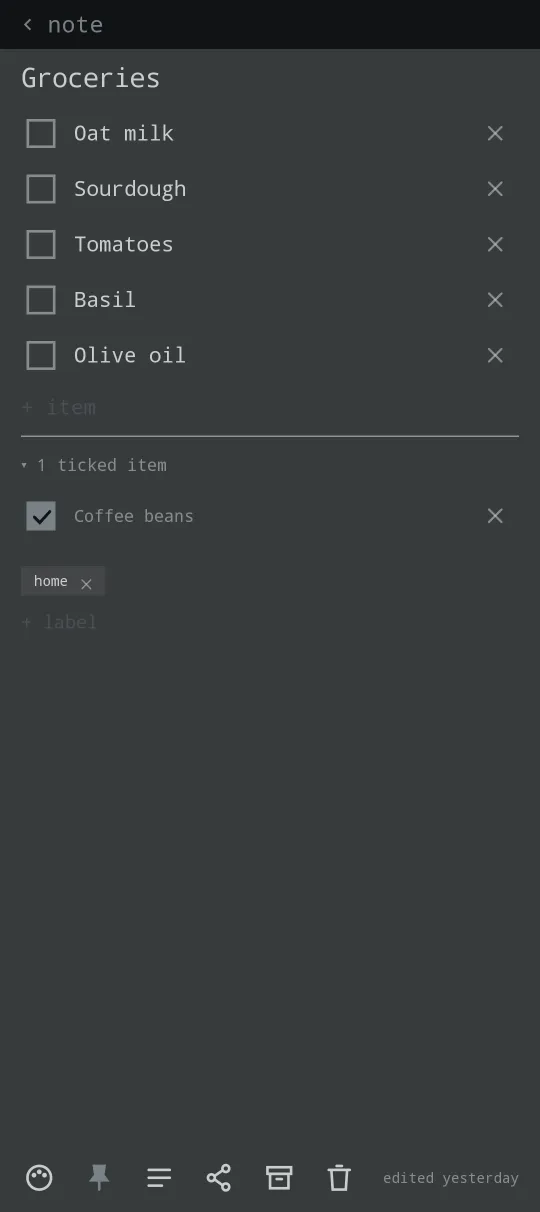 note
Groceries
Oat milk
Sourdough
Tomatoes
Basil
Olive oil
+ item
1 ticked item
Coffee beans
home
+ label
edited yesterday